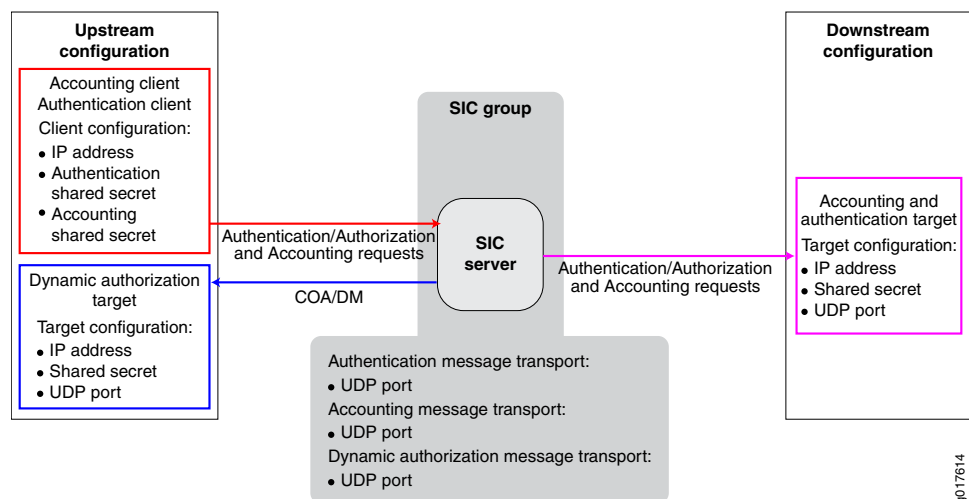 Upstream
configuration
Accounting client
Authentication client
Client configuration:
• IP address
• Authentication
shared secret
• Accounting
shared secret
Dynamic authorization
target
Target configuration:
• IP address
• Shared secret
• UDP port
Authentication/Authorization
and Accounting requests
COA/DM
SIC group
SIC
server
Authentication message transport:
• UDP port
Accounting message transport:
• UDP port
Dynamic authorization message transport:
• UDP port
Authentication/Authorization
and Accounting requests
Downstream
configuration
Accounting and
authentication target
Target configuration:
• IP address
• Shared secret
• UDP port
g017614